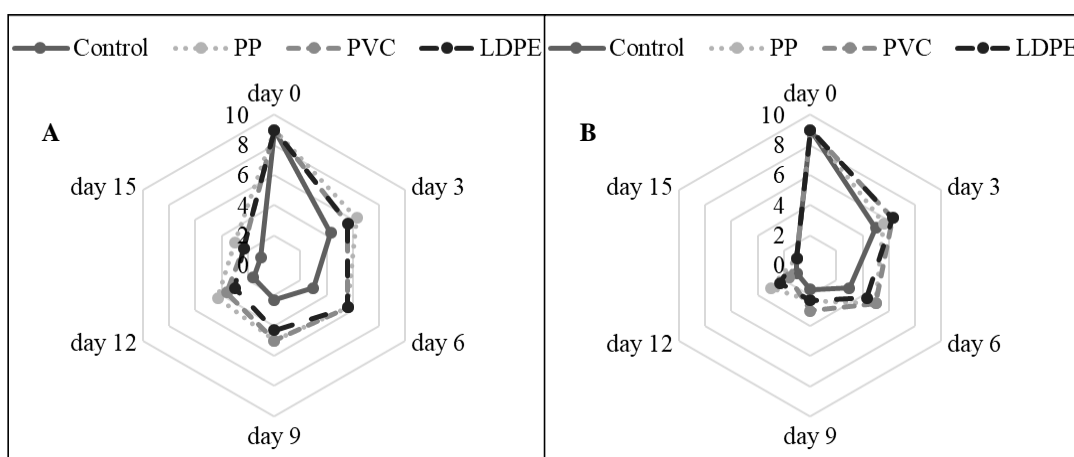 Control PP PVC LDPE
day 0
10
A
8
6
day 15
day 3
4
2
0
day 12
day 6
day 9
Control PP PVC LDPE
day 0
10
B
8
6
day 15
day 3
4
2
0
day 12
day 6
day 9